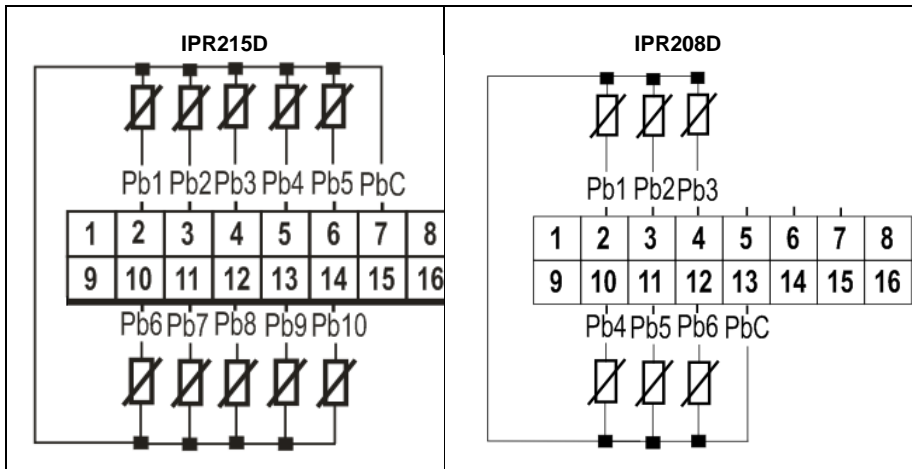 IPR215D
Pb1 Pb2 Pb3 Pb4 Pb5 PbC
1 2 3 4 5 6 7 8
9 10 11 12 13 14 15 16
Pb6 Pb7 Pb8 Pb9 Pb10
IPR208D
Pb1 Pb2 Pb3
1 2 3 4 5 6 7 8
9 10 11 12 13 14 15 16
Pb4 Pb5 Pb6 PbC